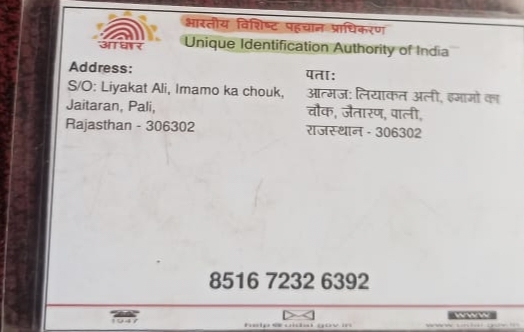 भारतीय विशिष्ट पहचान प्राधिकरण
आधार
Unique Identification Authority of India
Address:
S/O: Liyakat Ali, Imamo ka chouk,
Jaitaran, Pali,
Rajasthan - 306302
पता:
आत्मज: लियाकत अली, इमामो का
चौक, जैतारण, पाली,
राजस्थान - 306302
8516 7232 6392
1947
help@uidai.gov.in
www
www.uidai.gov.in